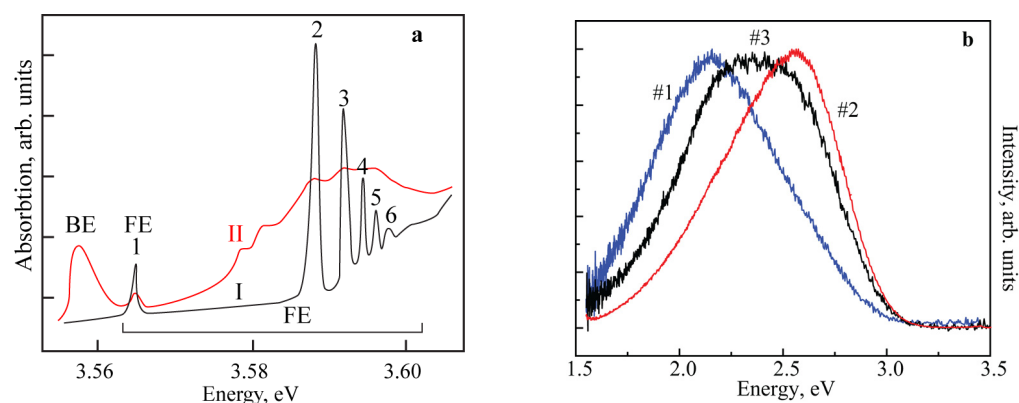 a
Absorbtion, arb. units
BE
FE
1
2
3
4
5
6
II
I
FE
3.56
3.58
3.60
Energy, eV
b
#1
#3
#2
Intensity, arb. units
1.5
2.0
2.5
3.0
3.5
Energy, eV